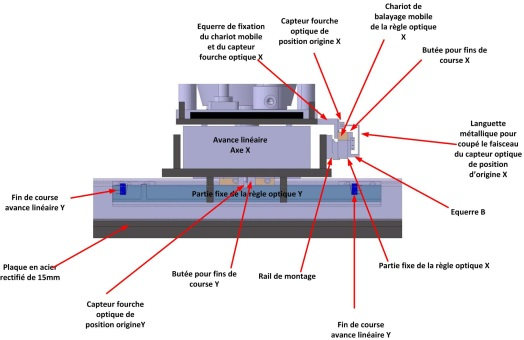 Chariot de
balayage mobile
de la règle optique
X
Capteur fourche
optique de
position origine X
Equerre de fixation
du chariot mobile
et du capteur
fourche optique X
Butée pour fins de
course X
Languette
métallique pour
coupé le faisceau
du capteur optique
de position
d'origine X
Avance linéaire
Axe X
Fin de course
avance linéaire Y
Partie fixe de la règle optique Y
Equerre B
Plaque en acier
rectifié de 15mm
Butée pour fins de
course Y
Rail de montage
Partie fixe de la règle optique X
Capteur fourche
optique de
position origineY
Fin de course
avance linéaire Y